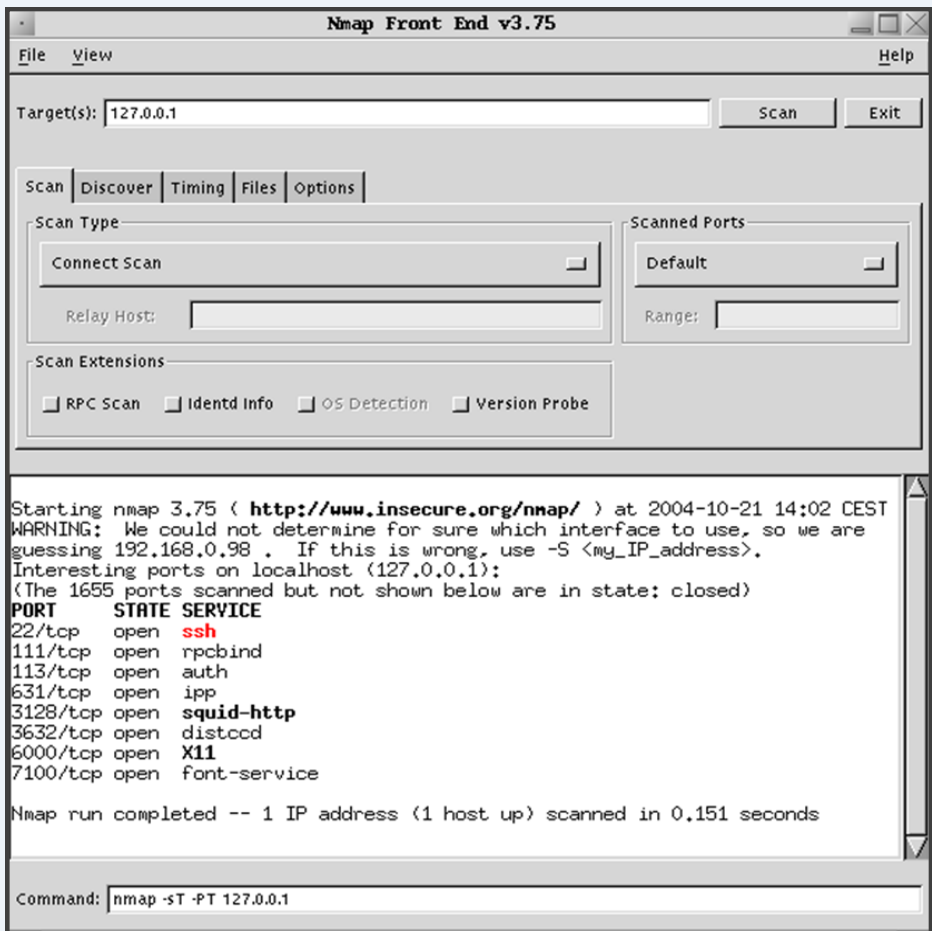 Nmap Front End v3.75
File View Help
Target(s): 127.0.0.1 Scan Exit
Scan Discover Timing Files Options
Scan Type Scanned Ports
Connect Scan Default
Relay Host: Range:
Scan Extensions
RPC Scan Identd Info OS Detection Version Probe
Starting nmap 3.75 ( http://www.insecure.org/nmap/ ) at 2004-10-21 14:02 CEST
WARNING: We could not determine for sure which interface to use, so we are
guessing 192.168.0.98 . If this is wrong, use -S <my_IP_address>.
Interesting ports on localhost (127.0.0.1):
(The 1655 ports scanned but not shown below are in state: closed)
PORT STATE SERVICE
22/tcp open ssh
111/tcp open rpcbind
113/tcp open auth
631/tcp open ipp
3128/tcp open squid-http
3632/tcp open distccd
6000/tcp open X11
7100/tcp open font-service
Nmap run completed -- 1 IP address (1 host up) scanned in 0.151 seconds
Command: nmap -sT -PT 127.0.0.1